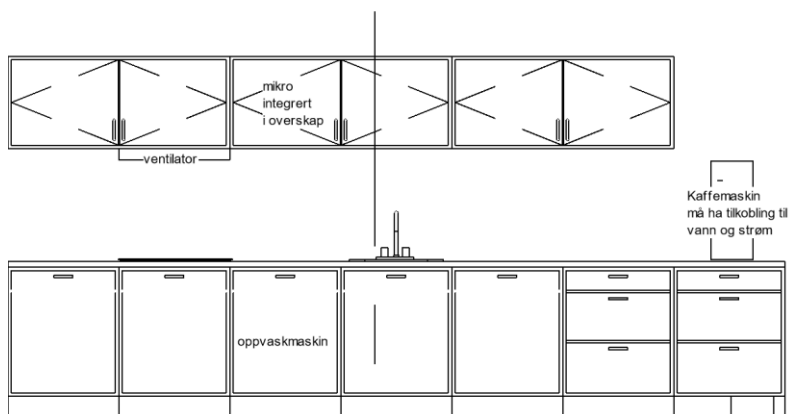 mikro
integrert
i overskap
ventilator
Kaffemaskin
må ha tilkobling til
vann og strøm
oppvaskmaskin